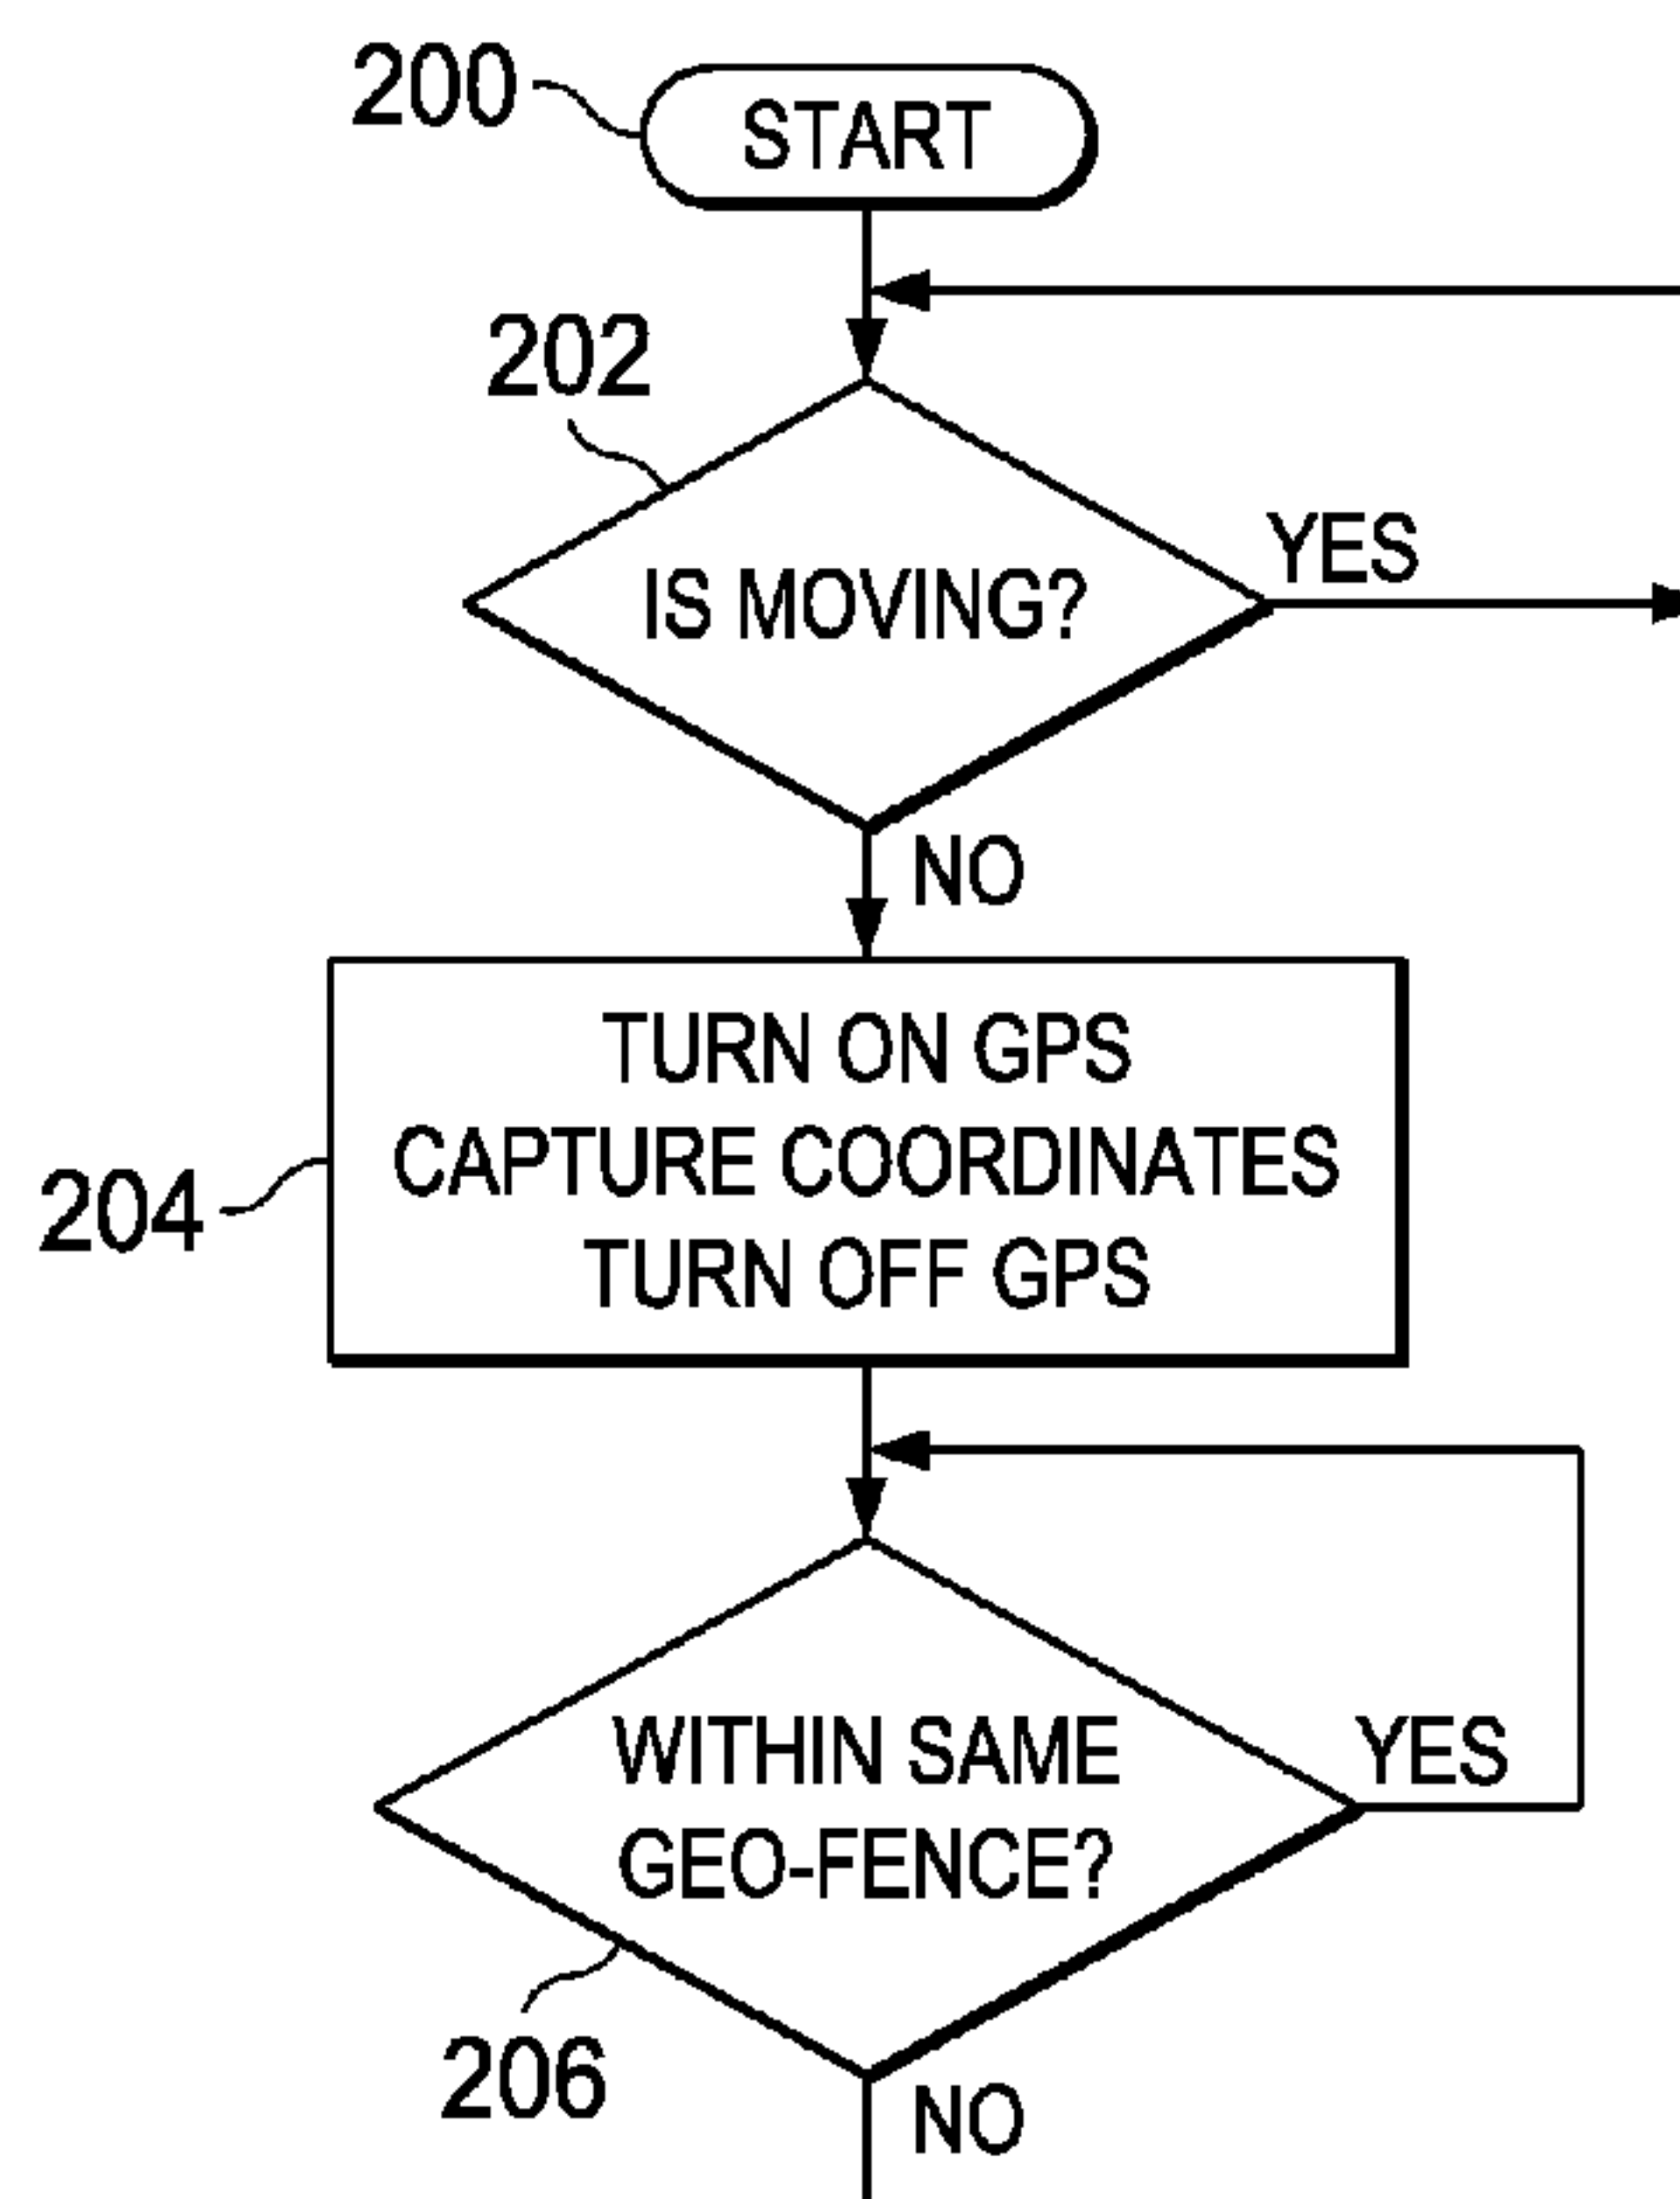 200
START
202
IS MOVING?
YES
NO
204
TURN ON GPS
CAPTURE COORDINATES
TURN OFF GPS
WITHIN SAME
GEO-FENCE?
YES
206
NO